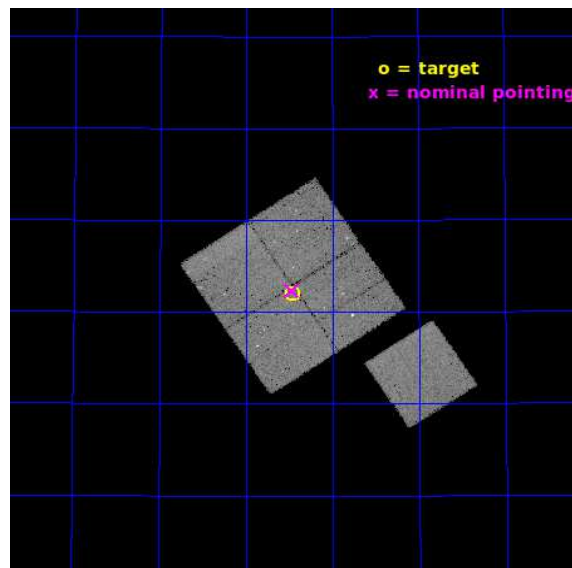 o = target
x = nominal pointing